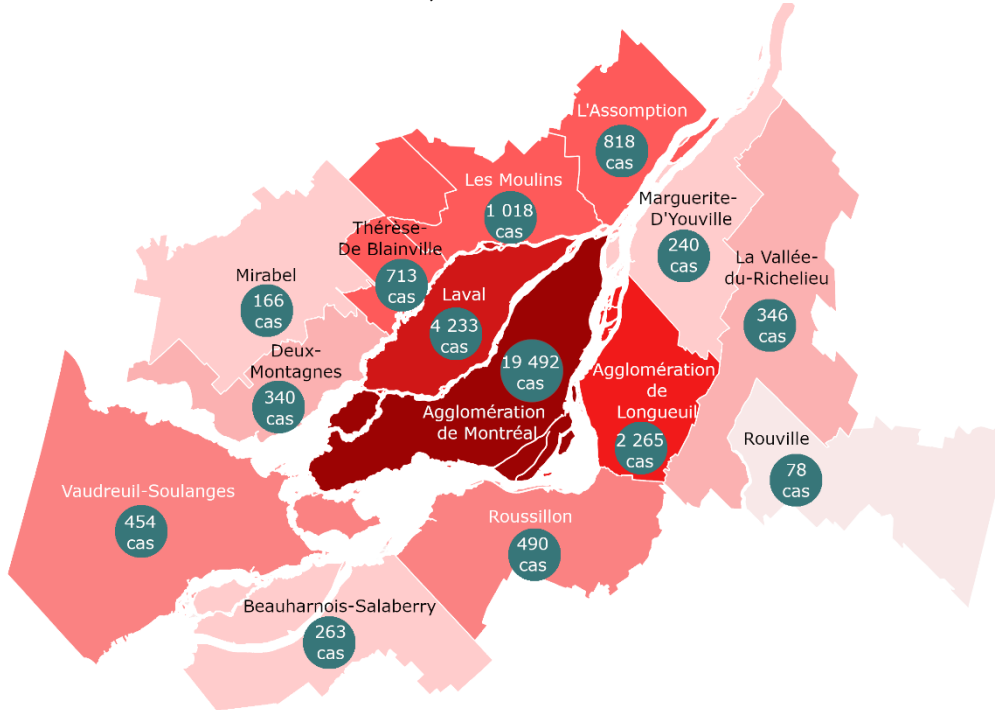 L'Assomption
818
cas
Les Moulins
1 018
cas
Marguerite-
D'Youville
240
cas
Thérèse-
De Blainville
713
cas
La Vallée-
du-Richelieu
346
cas
Mirabel
166
cas
Laval
4 233
cas
Deux-
Montagnes
340
cas
19 492
cas
Agglomération
de Montréal
Agglomération
de
Longueuil
2 265
cas
Rouville
78
cas
Vaudreuil-Soulanges
454
cas
Roussillon
490
cas
Beauharnois-Salaberry
263
cas